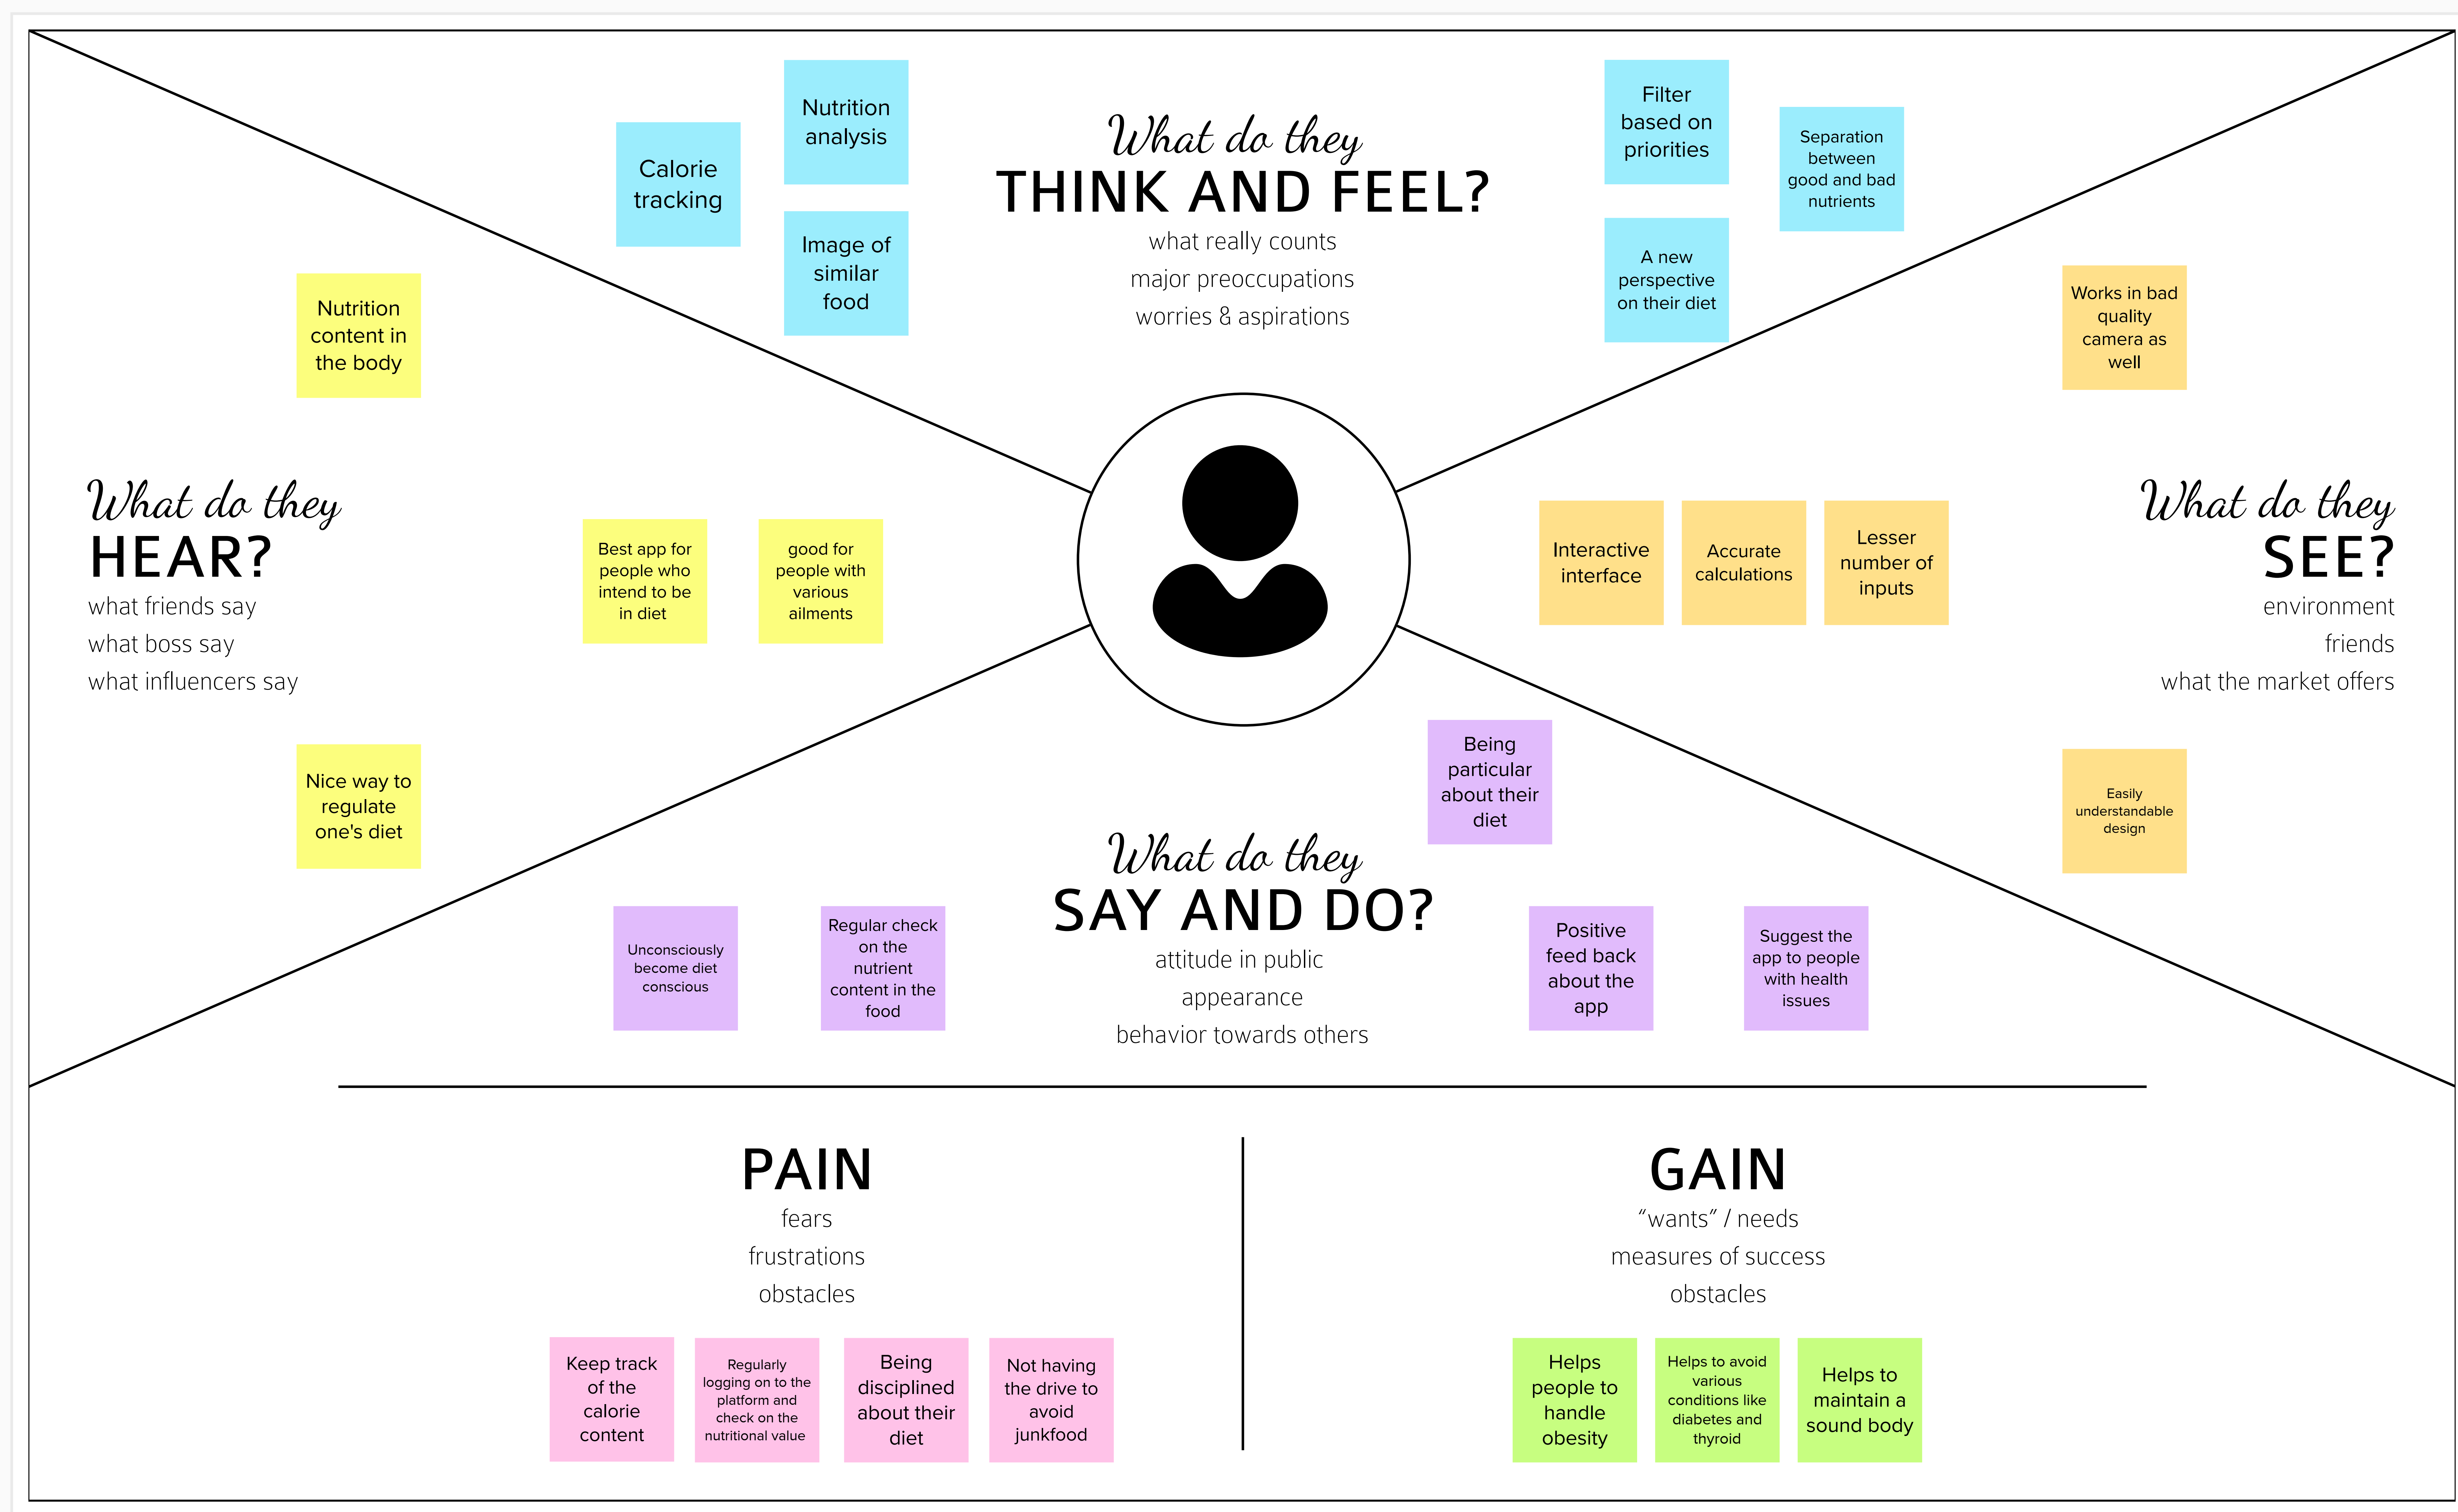 What do they
THINK AND FEEL?
what really counts
major preoccupations
worries & aspirations
Calorie
tracking
Nutrition
analysis
Image of
similar
food
Filter
based on
priorities
Separation
between
good and bad
nutrients
A new
perspective
on their diet
What do they
HEAR?
what friends say
what boss say
what influencers say
Nutrition
content in
the body
Best app for
people who
intend to be
in diet
good for
people with
various
ailments
Nice way to
regulate
one's diet
What do they
SEE?
environment
friends
what the market offers
Works in bad
quality
camera as
well
Interactive
interface
Accurate
calculations
Lesser
number of
inputs
Easily
understandable
design
What do they
SAY AND DO?
attitude in public
appearance
behavior towards others
Being
particular
about their
diet
Unconsciously
become diet
conscious
Regular check
on the
nutrient
content in the
food
Positive
feed back
about the
app
Suggest the
app to people
with health
issues
PAIN
fears
frustrations
obstacles
Keep track
of the
calorie
content
Regularly
logging on to the
platform and
check on the
nutritional value
Being
disciplined
about their
diet
Not having
the drive to
avoid
junkfood
GAIN
“wants” / needs
measures of success
obstacles
Helps
people to
handle
obesity
Helps to avoid
various
conditions like
diabetes and
thyroid
Helps to
maintain a
sound body